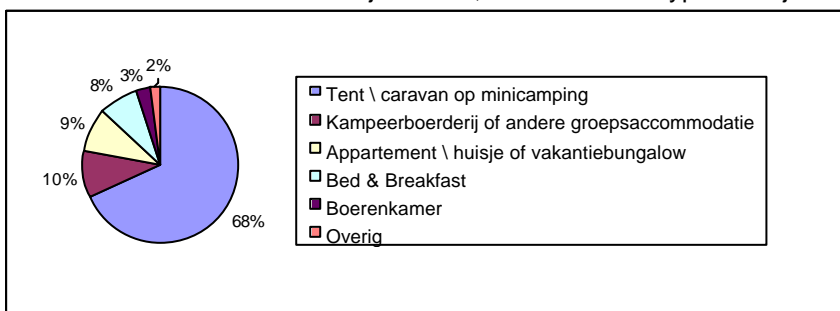 2%
3%
8%
9%
10%
68%
Tent \ caravan op minicamping
Kampeerboerderij of andere groepsaccommodatie
Appartement \ huisje of vakantiebungalow
Bed & Breakfast
Boerenkamer
Overig